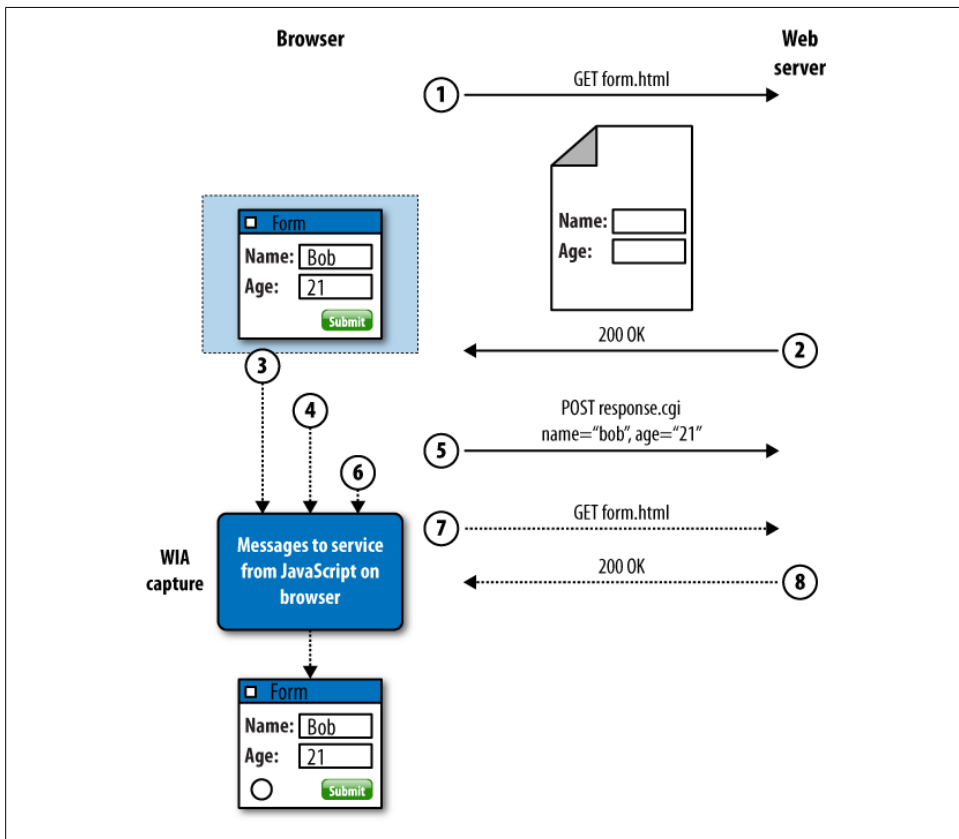 Browser
Web
server
1
GET form.html
Name:
Age:
Form
Name: Bob
Age: 21
Submit
200 OK
2
3
4
POST response.cgi
name=“bob”, age=“21”
5
6
7
GET form.html
WIA
capture
Messages to service
from JavaScript on
browser
200 OK
8
Form
Name: Bob
Age: 21
Submit